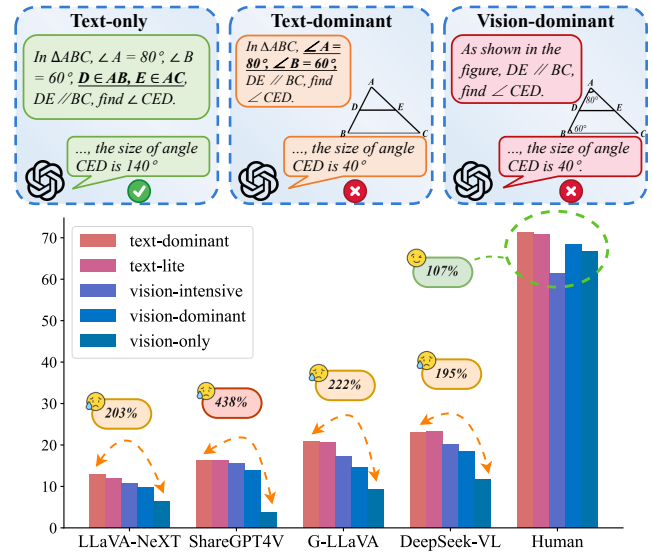 Text-only
In ΔABC, ∠A = 80°, ∠B
= 60°, D ∈ AB, E ∈ AC,
DE // BC, find ∠ CED.
..., the size of angle
CED is 140°
Text-dominant
In ΔABC, ∠A =
80°, ∠B = 60°,
DE // BC, find
∠ CED.
A
D
E
B
C
..., the size of angle
CED is 40°
Vision-dominant
As shown in the
figure, DE // BC,
find ∠ CED.
A
80°
D
E
60°
B
C
..., the size of angle
CED is 40°.
70
60
50
40
30
20
10
0
text-dominant
text-lite
vision-intensive
vision-dominant
vision-only
107%
203%
438%
222%
195%
LLaVA-NeXT
ShareGPT4V
G-LLaVA
DeepSeek-VL
Human